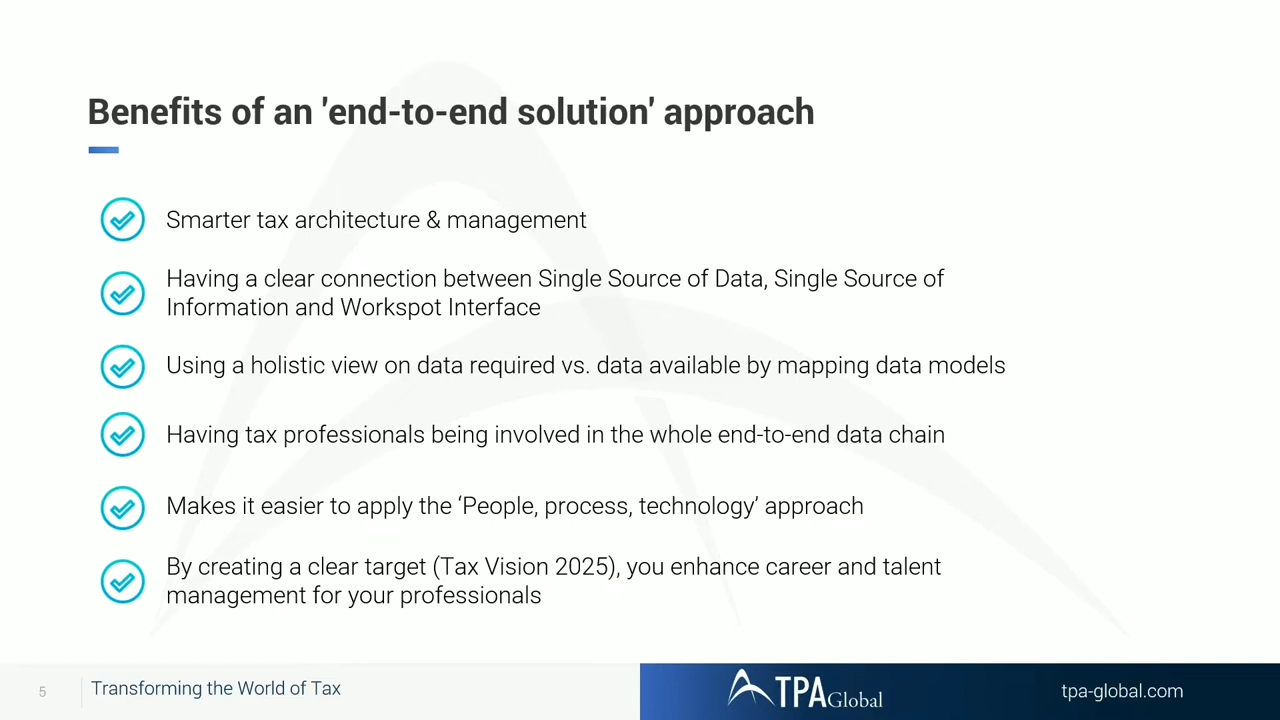 Benefits of an 'end-to-end solution' approach
Smarter tax architecture & management
Having a clear connection between Single Source of Data, Single Source of
Information and Workspot Interface
Using a holistic view on data required vs. data available by mapping data models
Having tax professionals being involved in the whole end-to-end data chain
Makes it easier to apply the ‘People, process, technology’ approach
By creating a clear target (Tax Vision 2025), you enhance career and talent
management for your professionals
5
Transforming the World of Tax
TPA Global
tpa-global.com